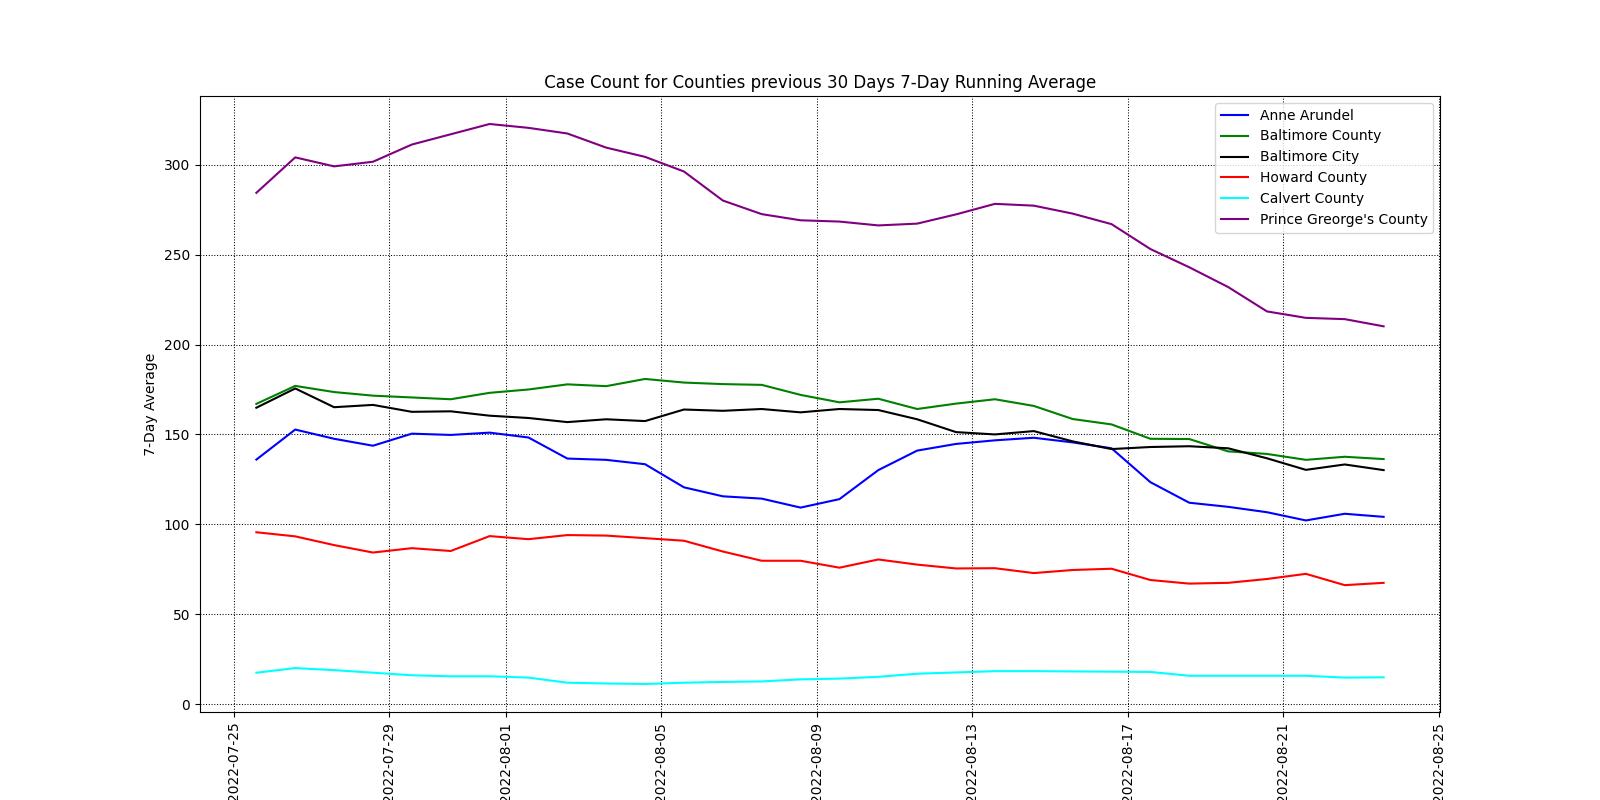 Case Count for Counties previous 30 Days 7-Day Running Average
Anne Arundel
Baltimore County
Baltimore City
Howard County
Calvert County
Prince Greorge's County
7-Day Average
300
250
200
150
100
50
0
2022-07-25
2022-07-29
2022-08-01
2022-08-05
2022-08-09
2022-08-13
2022-08-17
2022-08-21
2022-08-25